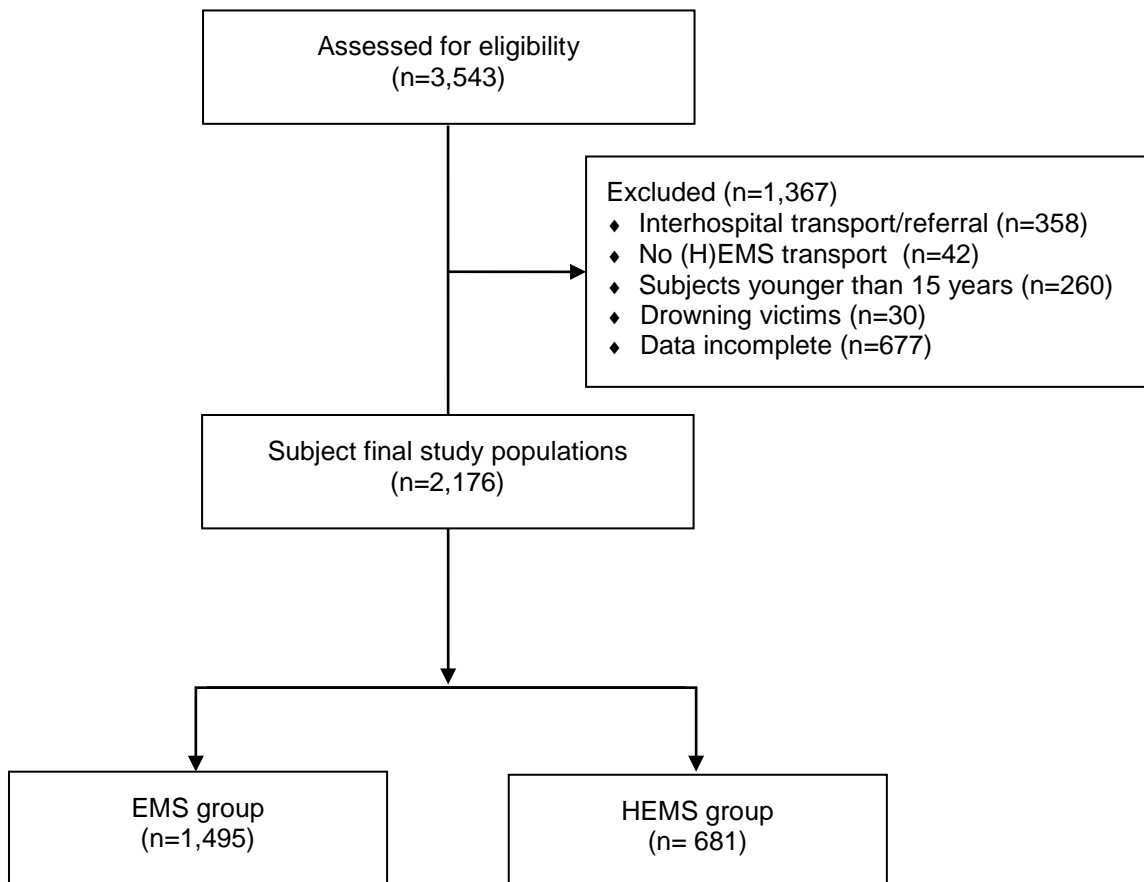 Assessed for eligibility
(n=3,543)
Excluded (n=1,367)
♦ Interhospital transport/referral (n=358)
♦ No (H)EMS transport  (n=42)
♦ Subjects younger than 15 years (n=260)
♦ Drowning victims (n=30)
♦ Data incomplete (n=677)
Subject final study populations
(n=2,176)
EMS group
(n=1,495)
HEMS group
(n= 681)